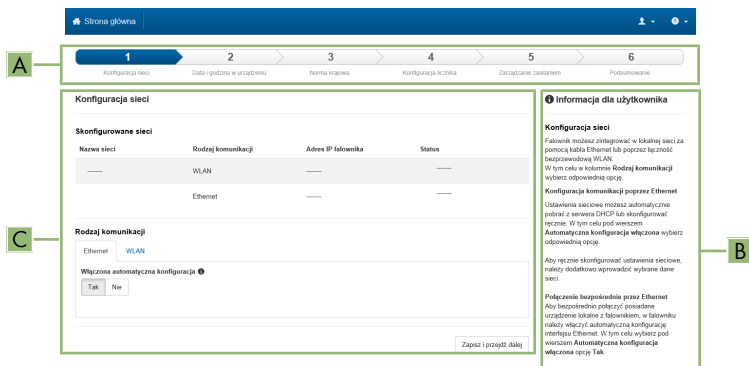 Strona główna
1 2 3 4 5 6
Konfiguracja sieci Data i godzina w urządzeniu Norma krajowa Konfiguracja licznika Zarządzanie zasilaniem Podsumowanie
A
Konfiguracja sieci
Skonfigurowane sieci
Nazwa sieci Rodzaj komunikacji Adres IP falownika Status
WLAN
Ethernet
C
Rodzaj komunikacji
Ethernet WLAN
Włączona automatyczna konfiguracja
Tak Nie
Zapisz i przejdź dalej
Informacja dla użytkownika
Konfiguracja sieci
Falownik możesz zintegrować w lokalnej sieci za
pomocą kabla Ethernet lub poprzez łączność
bezprzewodową WLAN.
W tym celu w kolumnie Rodzaj komunikacji
wybierz odpowiednią opcję.
Konfiguracja komunikacji poprzez Ethernet
Ustawienia sieciowe możesz automatycznie
pobrać z serwera DHCP lub skonfigurować
ręcznie. W tym celu pod wierszem
Automatyczna konfiguracja włączona wybierz
odpowiednią opcję.
Aby ręcznie skonfigurować ustawienia sieciowe,
należy dodatkowo wprowadzić wybrane dane
sieci.
Połączenie bezpośrednie przez Ethernet
Aby bezpośrednio połączyć posiadane
urządzenie lokalne z falownikiem, w falowniku
należy włączyć automatyczną konfigurację
interfejsu Ethernet. W tym celu wybierz pod
wierszem Automatyczna konfiguracja
włączona opcję Tak.
B